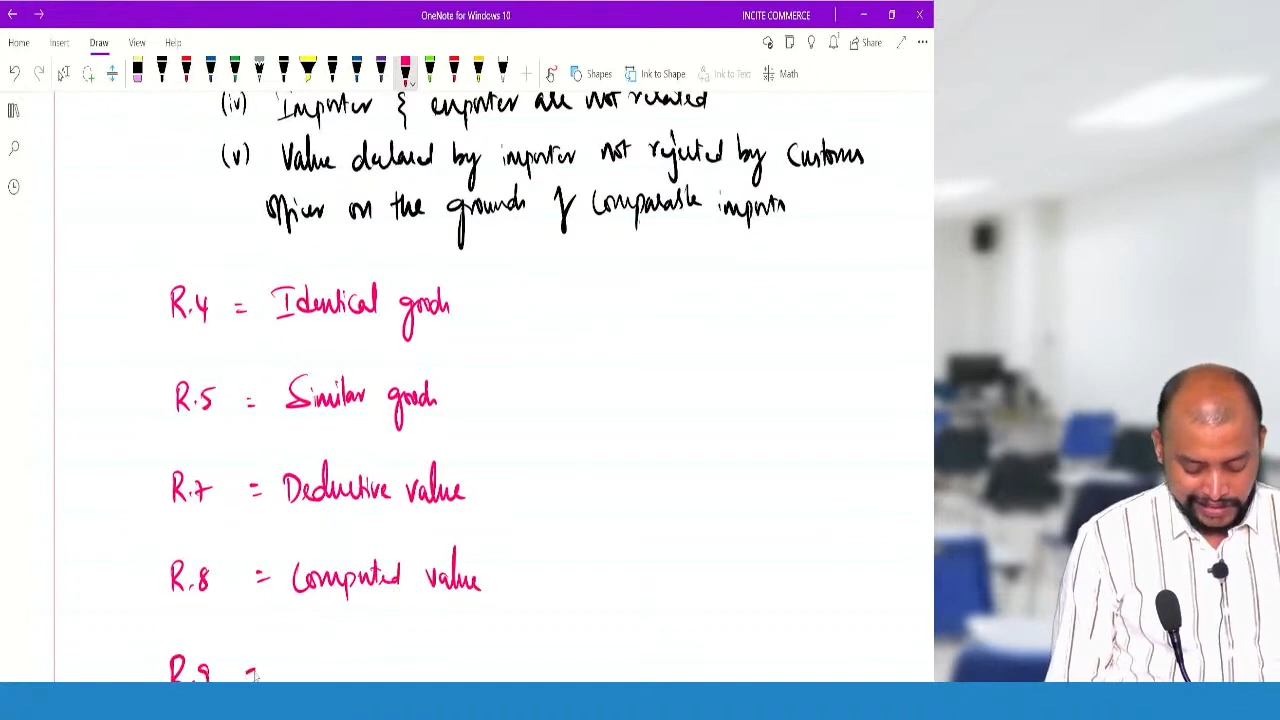 OneNote for Windows 10
INCITE COMMERCE
Home Insert Draw View Help
Share
Shapes Ink to Shape Ink to Text Math
(iv) Importer & exporter are not related
(v) Value declared by importer not rejected by Customs
officer on the grounds of comparable imports
R.4 = Identical goods
R.5 = Similar goods
R.7 = Deductive value
R.8 = Computed value
R.9 =